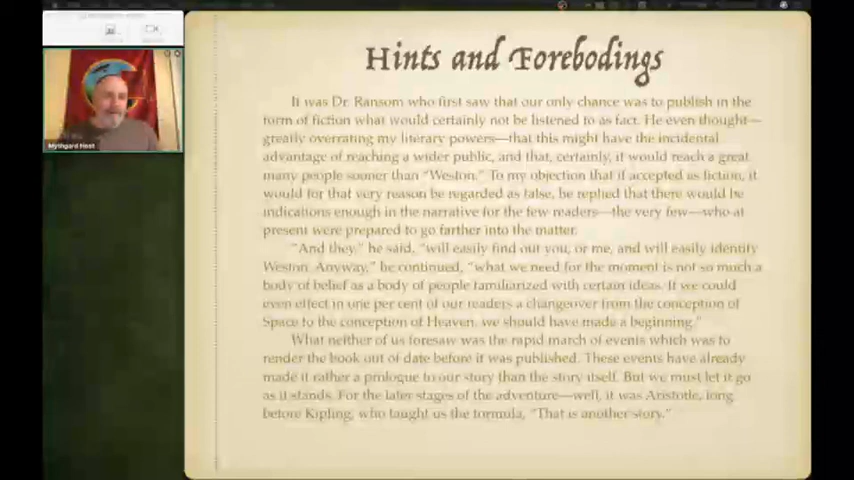 Hints and Forebodings
It was Dr. Ransom who first saw that our only chance was to publish in the
form of fiction what would certainly not be listened to as fact. He even thought—
greatly overrating my literary powers—that this might have the incidental
advantage of reaching a wider public, and that, certainly, it would reach a great
many people sooner than "Weston." To my objection that if accepted as fiction, it
would for that very reason be regarded as false, he replied that there would be
indications enough in the narrative for the few readers—the very few—who at
present were prepared to go farther into the matter.
"And they," he said, "will easily find out you, or me, and will easily identify
Weston. Anyway," he continued, "what we need for the moment is not so much a
body of belief as a body of people familiarized with certain ideas. If we could
even effect in one per cent of our readers a changeover from the conception of
Space to the conception of Heaven, we should have made a beginning."
What neither of us foresaw was the rapid march of events which was to
render the book out of date before it was published. These events have already
made it rather a prologue to our story than the story itself. But we must let it go
as it stands. For the later stages of the adventure—well, it was Aristotle, long
before Kipling, who taught us the formula, "That is another story."
Mythgard Host